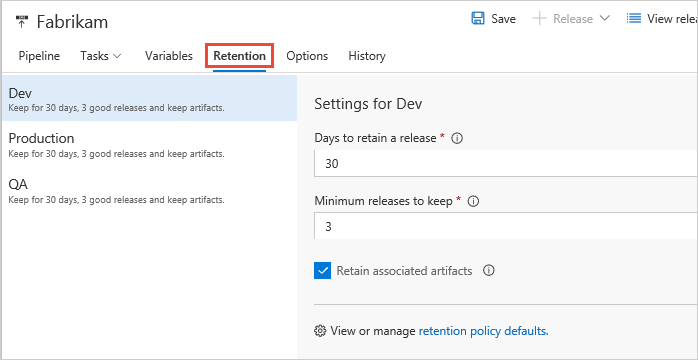 Fabrikam
Save
Release
View relea
Pipeline Tasks Variables Retention Options History
Dev
Keep for 30 days, 3 good releases and keep artifacts.
Production
Keep for 30 days, 3 good releases and keep artifacts.
QA
Keep for 30 days, 3 good releases and keep artifacts.
Settings for Dev
Days to retain a release *
30
Minimum releases to keep *
3
Retain associated artifacts
View or manage retention policy defaults.